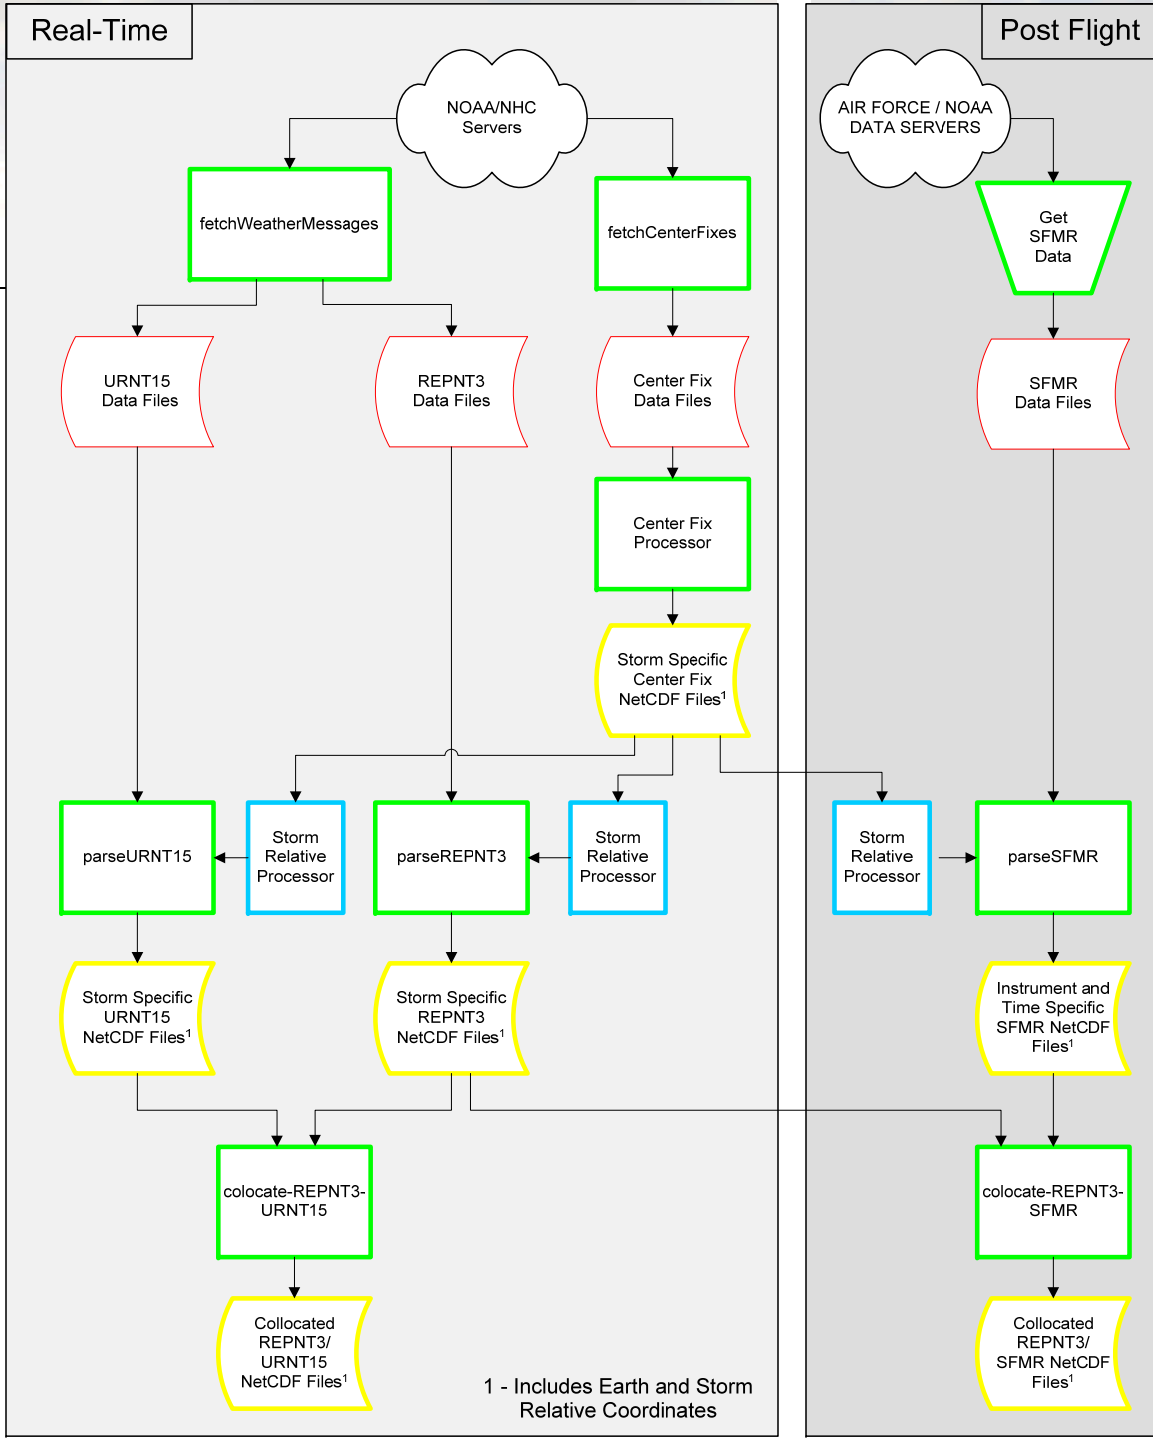 Real-Time
Post Flight
NOAA/NHC
Servers
AIR FORCE / NOAA
DATA SERVERS
fetchWeatherMessages
fetchCenterFixes
Get
SFMR
Data
URNT15
Data Files
REPNT3
Data Files
Center Fix
Data Files
SFMR
Data Files
Center Fix
Processor
Storm Specific
Center Fix
NetCDF Files¹
parseURNT15
Storm
Relative
Processor
parseREPNT3
Storm
Relative
Processor
Storm
Relative
Processor
parseSFMR
Storm Specific
URNT15
NetCDF Files¹
Storm Specific
REPNT3
NetCDF Files¹
Instrument and
Time Specific
SFMR NetCDF
Files¹
colocate-REPNT3-
URNT15
colocate-REPNT3-
SFMR
Collocated
REPNT3/
URNT15
NetCDF Files¹
Collocated
REPNT3/
SFMR NetCDF
Files¹
1 - Includes Earth and Storm
Relative Coordinates